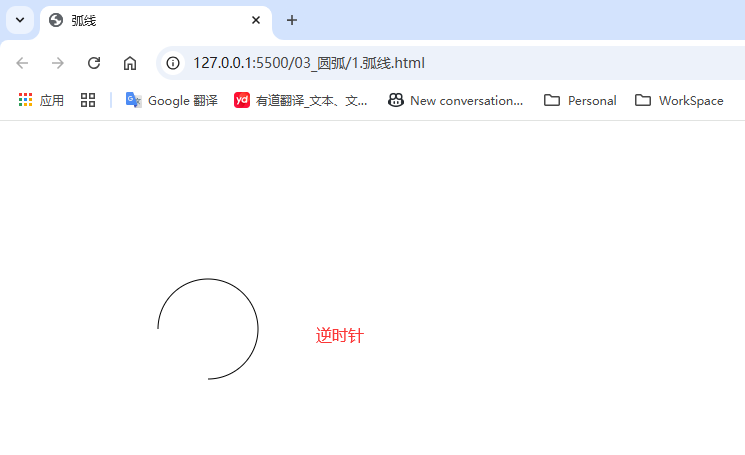 弧线
127.0.0.1:5500/03_圆弧/1.弧线.html
应用 Google 翻译 yd 有道翻译_文本、文... New conversation... Personal WorkSpace
逆时针